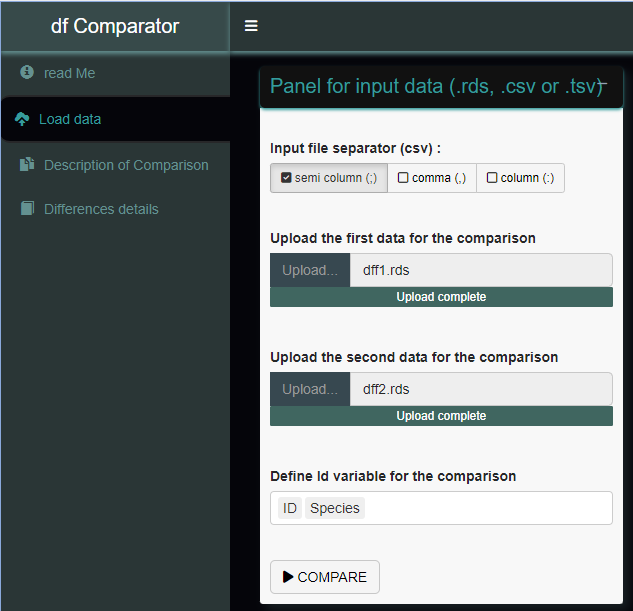 df Comparator
read Me
Load data
Description of Comparison
Differences details
Panel for input data (.rds, .csv or .tsv)
Input file separator (csv) :
semi column (;) comma (,) column (:)
Upload the first data for the comparison
Upload... dff1.rds
Upload complete
Upload the second data for the comparison
Upload... dff2.rds
Upload complete
Define Id variable for the comparison
ID Species
COMPARE